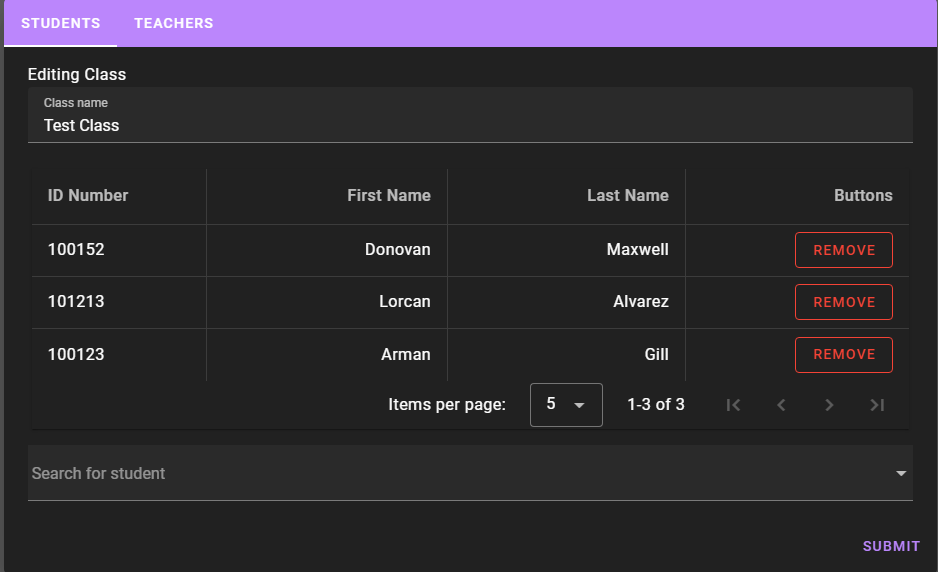 STUDENTS TEACHERS
Editing Class
Class name
Test Class
ID Number First Name Last Name Buttons
100152 Donovan Maxwell REMOVE
101213 Lorcan Alvarez REMOVE
100123 Arman Gill REMOVE
Items per page: 5 1-3 of 3
Search for student
SUBMIT